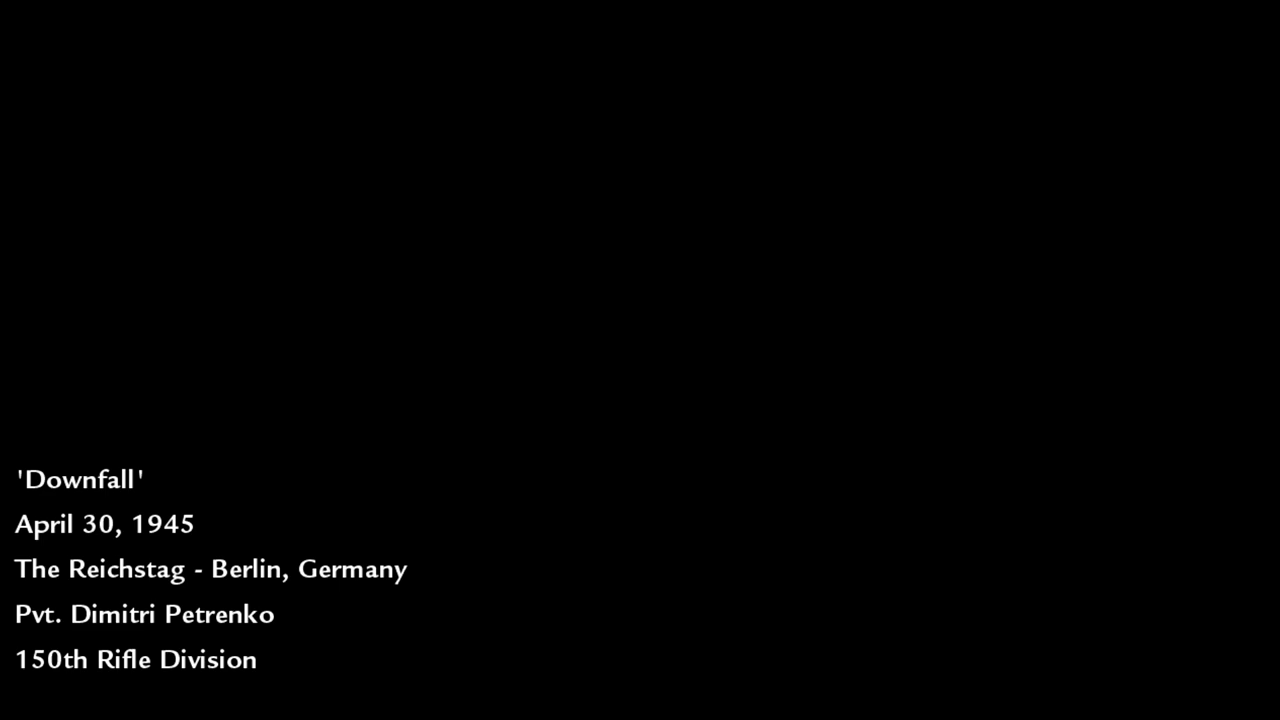 'Downfall'
April 30, 1945
The Reichstag - Berlin, Germany
Pvt. Dimitri Petrenko
150th Rifle Division